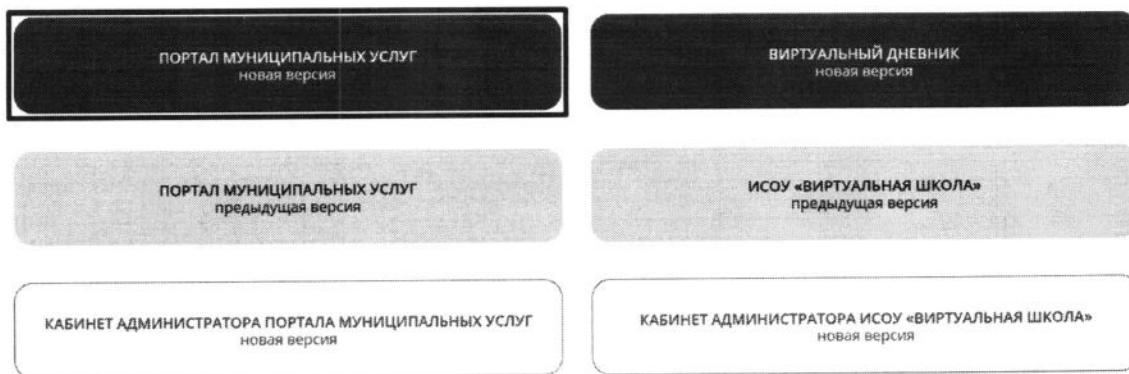 ПОРТАЛ МУНИЦИПАЛЬНЫХ УСЛУГ
новая версия
ВИРТУАЛЬНЫЙ ДНЕВНИК
новая версия
ПОРТАЛ МУНИЦИПАЛЬНЫХ УСЛУГ
предыдущая версия
ИСОУ «ВИРТУАЛЬНАЯ ШКОЛА»
предыдущая версия
КАБИНЕТ АДМИНИСТРАТОРА ПОРТАЛА МУНИЦИПАЛЬНЫХ УСЛУГ
новая версия
КАБИНЕТ АДМИНИСТРАТОРА ИСОУ «ВИРТУАЛЬНАЯ ШКОЛА»
новая версия